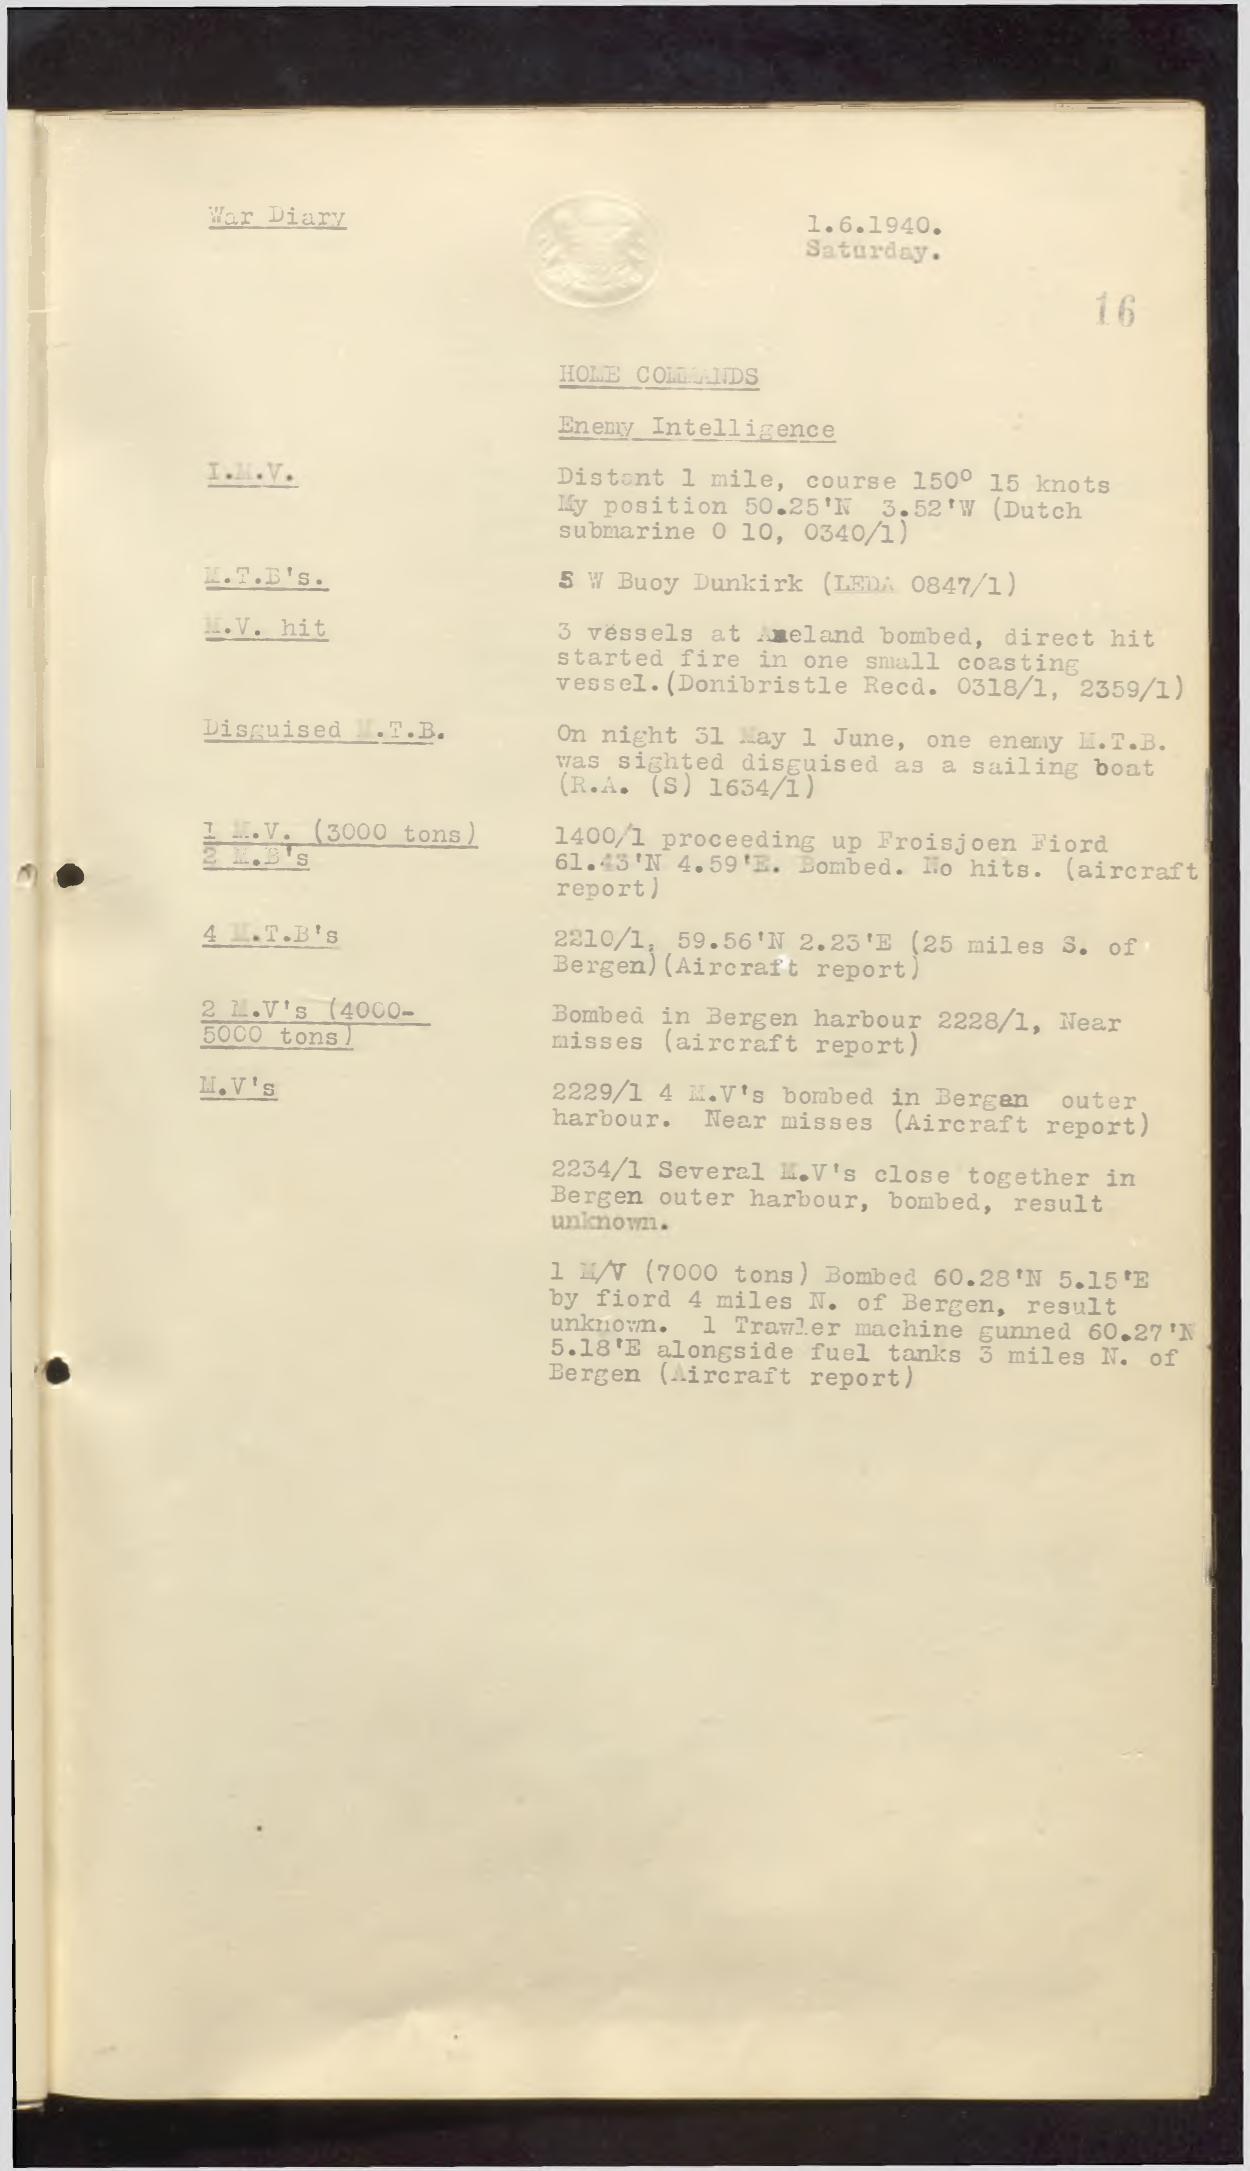 War Diary
1.6.1940.
Saturday.
16
HOME COMMANDS
Enemy Intelligence
I.M.V.
Distant 1 mile, course 150° 15 knots
My position 50.25'N 3.52'W (Dutch
submarine O 10, 0340/1)
M.T.B's.
S W Buoy Dunkirk (LEDA 0847/1)
M.V. hit
3 vessels at Ameland bombed, direct hit
started fire in one small coasting
vessel.(Donibristle Recd. 0318/1, 2359/1)
Disguised M.T.B.
On night 31 May 1 June, one enemy M.T.B.
was sighted disguised as a sailing boat
(R.A. (S) 1634/1)
1 M.V. (3000 tons)
2 M.B's
1400/1 proceeding up Froisjoen Fiord
61.43'N 4.59'E. Bombed. No hits. (aircraft
report)
4 M.T.B's
2210/1, 59.56'N 2.23'E (25 miles S. of
Bergen)(Aircraft report)
2 M.V's (4000-
5000 tons)
Bombed in Bergen harbour 2228/1, Near
misses (aircraft report)
M.V's
2229/1 4 M.V's bombed in Bergen outer
harbour. Near misses (Aircraft report)
2234/1 Several M.V's close together in
Bergen outer harbour, bombed, result
unknown.
1 M/V (7000 tons) Bombed 60.28'N 5.15'E
by fiord 4 miles N. of Bergen, result
unknown. 1 Trawler machine gunned 60.27'N
5.18'E alongside fuel tanks 3 miles N. of
Bergen (Aircraft report)